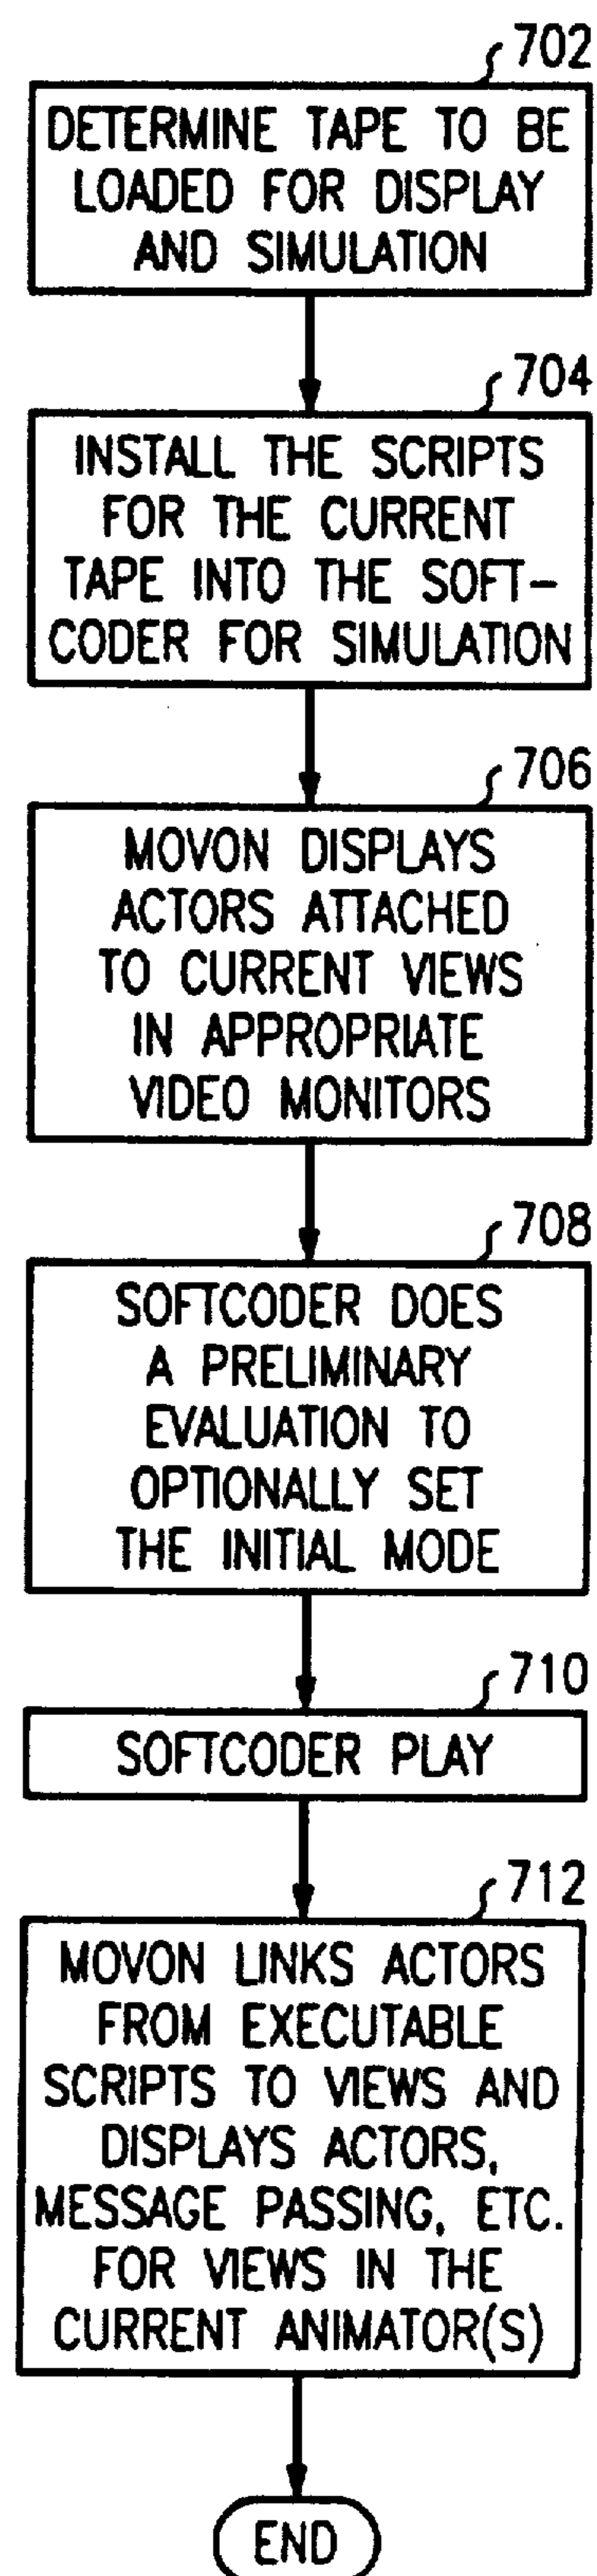 702
DETERMINE TAPE TO BE
LOADED FOR DISPLAY
AND SIMULATION
704
INSTALL THE SCRIPTS
FOR THE CURRENT
TAPE INTO THE SOFT-
CODER FOR SIMULATION
706
MOVON DISPLAYS
ACTORS ATTACHED
TO CURRENT VIEWS
IN APPROPRIATE
VIDEO MONITORS
708
SOFTCODER DOES
A PRELIMINARY
EVALUATION TO
OPTIONALLY SET
THE INITIAL MODE
710
SOFTCODER PLAY
712
MOVON LINKS ACTORS
FROM EXECUTABLE
SCRIPTS TO VIEWS AND
DISPLAYS ACTORS,
MESSAGE PASSING, ETC.
FOR VIEWS IN THE
CURRENT ANIMATOR(S)
END